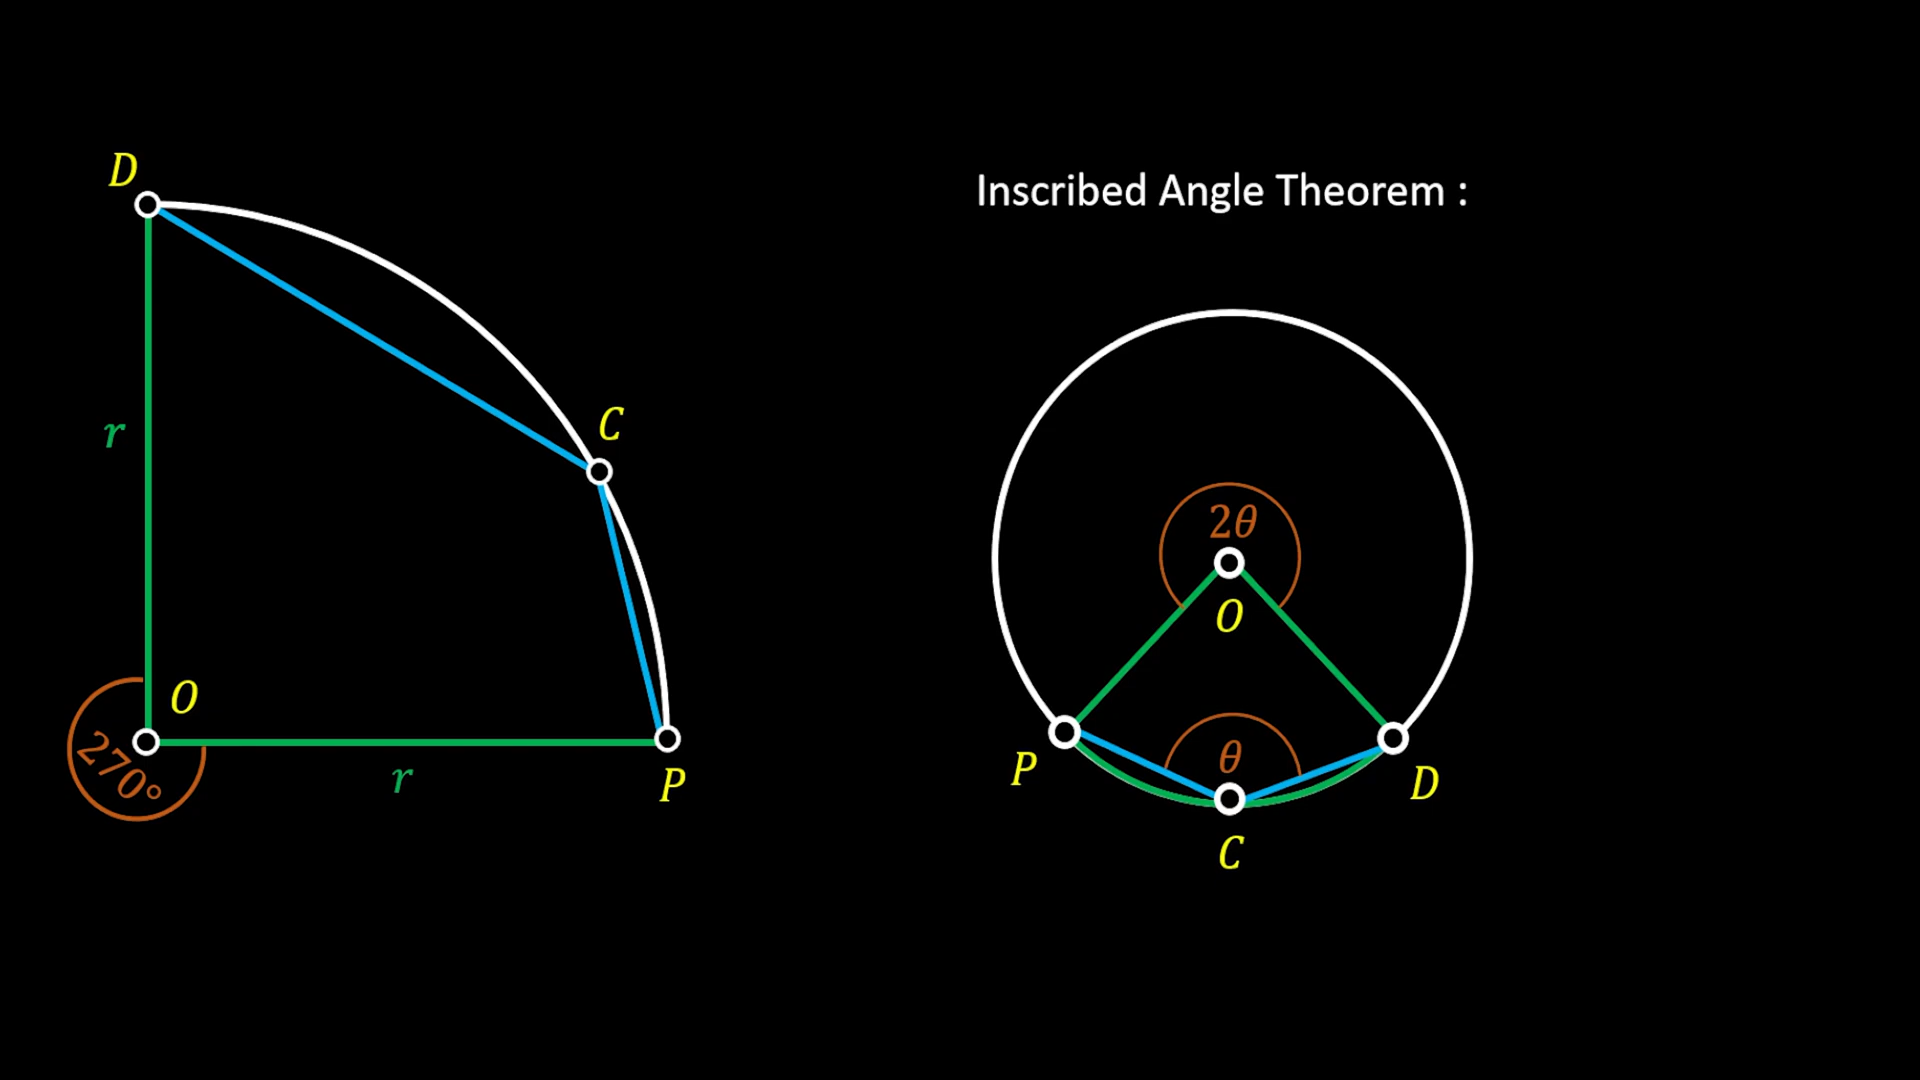 D
Inscribed Angle Theorem :
C
r
2θ
O
O
270°
r
P
P
θ
D
C